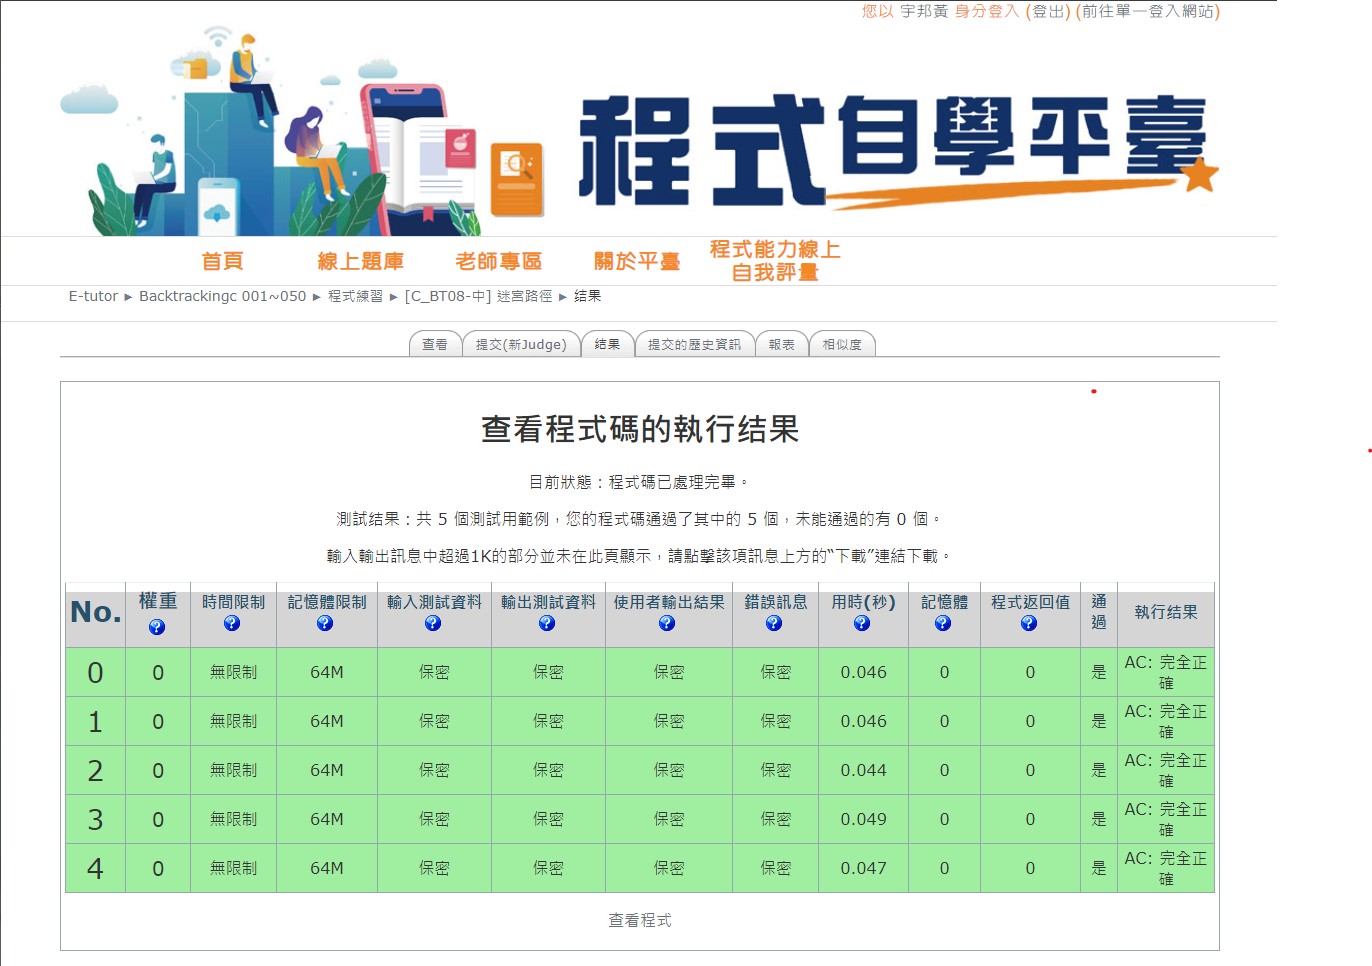 您以 宇邦黃 身分登入 (登出) (前往單一登入網站)
程式自學平臺
首頁 線上題庫 老師專區 關於平臺 程式能力線上
自我評量
E-tutor ► Backtrackingc 001~050 ► 程式練習 ► [C_BT08-中] 迷宮路徑 ► 结果
查看 提交(新Judge) 结果 提交的歷史資訊 報表 相似度
查看程式碼的執行结果
目前狀態：程式碼已處理完畢。
測試结果：共 5 個測試用範例，您的程式碼通過了其中的 5 個，未能通過的有 0 個。
輸入輸出訊息中超過1K的部分並未在此頁顯示，請點擊該項訊息上方的“下載”連結下載。
No. 權重 時間限制 記憶體限制 輸入測試資料 輸出測試資料 使用者輸出结果 錯誤訊息 用時(秒) 記憶體 程式返回值 通過 執行结果
0 0 無限制 64M 保密 保密 保密 保密 0.046 0 0 是 AC: 完全正確
1 0 無限制 64M 保密 保密 保密 保密 0.046 0 0 是 AC: 完全正確
2 0 無限制 64M 保密 保密 保密 保密 0.044 0 0 是 AC: 完全正確
3 0 無限制 64M 保密 保密 保密 保密 0.049 0 0 是 AC: 完全正確
4 0 無限制 64M 保密 保密 保密 保密 0.047 0 0 是 AC: 完全正確
查看程式